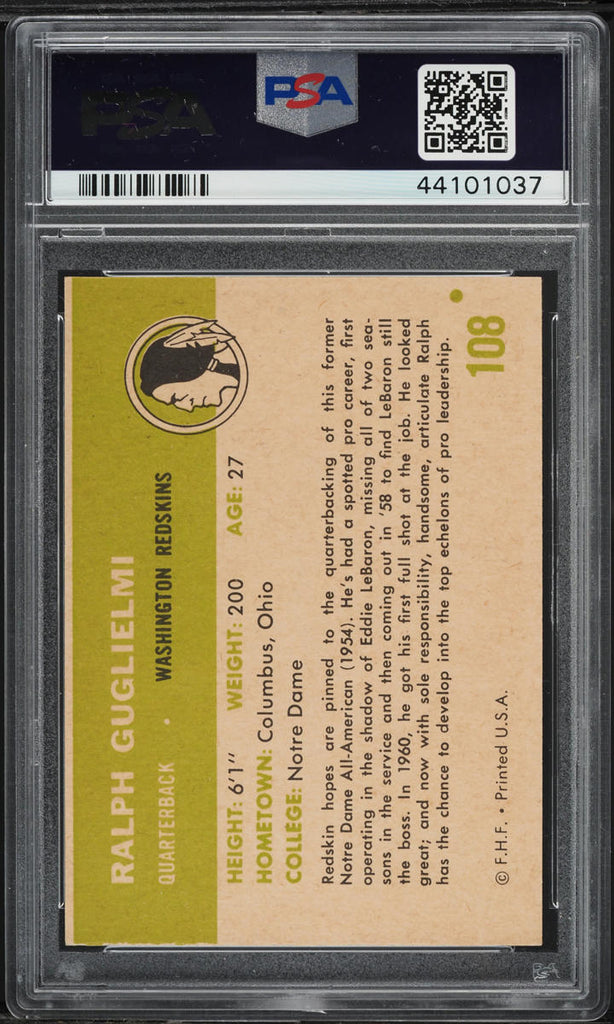 PSA
PSA
44101037
RALPH GUGLIELMI
QUARTERBACK • WASHINGTON REDSKINS
HEIGHT: 6'1" WEIGHT: 200 AGE: 27
HOMETOWN: Columbus, Ohio
COLLEGE: Notre Dame
Redskin hopes are pinned to the quarterbacking of this former
Notre Dame All-American (1954). He's had a spotted pro career, first
operating in the shadow of Eddie LeBaron, missing all of two sea-
sons in the service and then coming out in '58 to find LeBaron still
the boss. In 1960, he got his first full shot at the job. He looked
great; and now with sole responsibility, handsome, articulate Ralph
has the chance to develop into the top echelons of pro leadership.
108
© F.H.F. • Printed U.S.A.